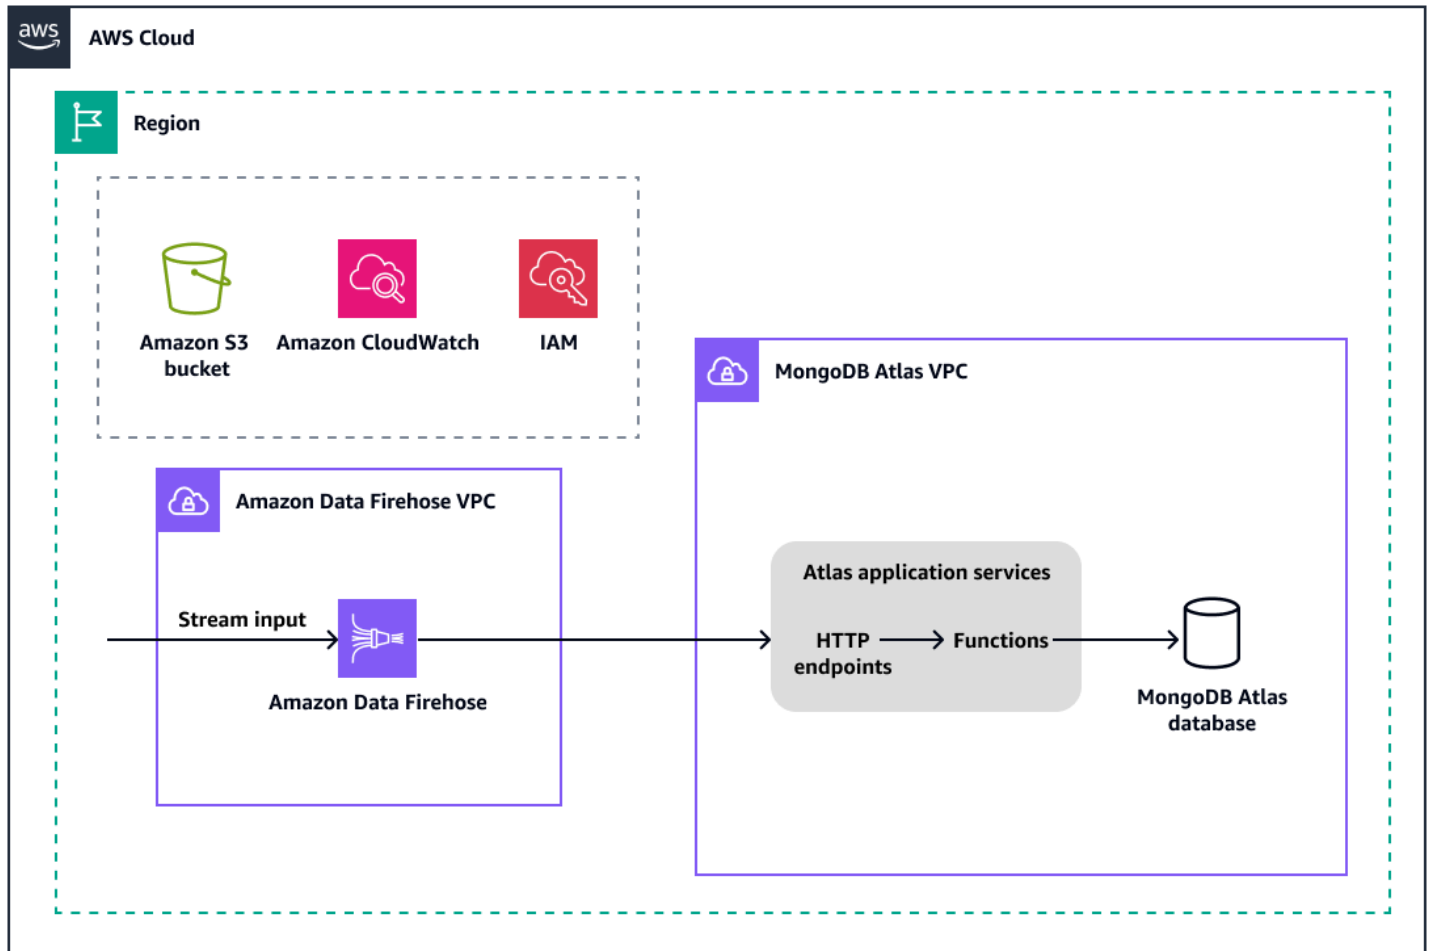 aws
AWS Cloud
Region
Amazon S3
bucket
Amazon CloudWatch
IAM
MongoDB Atlas VPC
Amazon Data Firehose VPC
Stream input
Amazon Data Firehose
Atlas application services
HTTP
endpoints
Functions
MongoDB Atlas
database